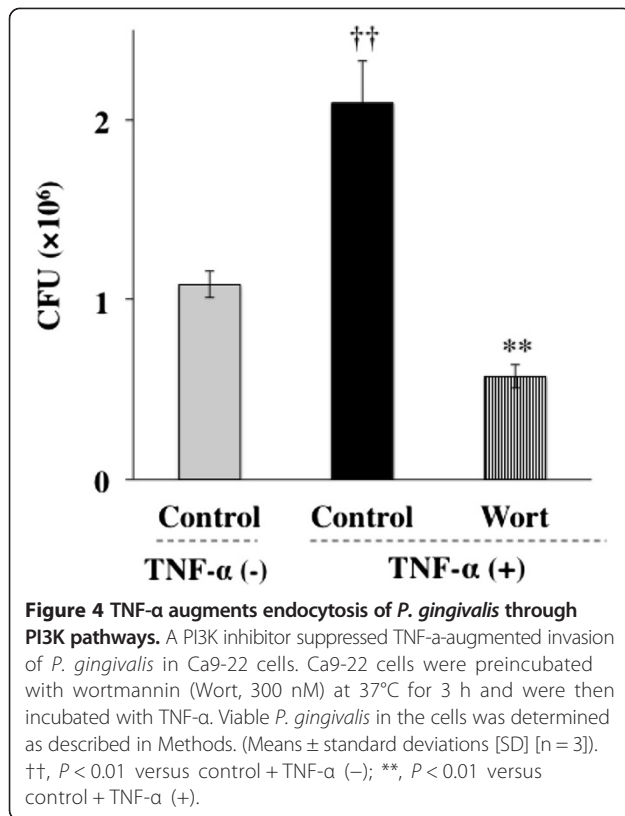 ††
2
**
1
0
CFU (×10⁶)
Control Control Wort
TNF-α (-) TNF-α (+)
Figure 4 TNF-α augments endocytosis of P. gingivalis through
PI3K pathways. A PI3K inhibitor suppressed TNF-a-augmented invasion
of P. gingivalis in Ca9-22 cells. Ca9-22 cells were preincubated
with wortmannin (Wort, 300 nM) at 37°C for 3 h and were then
incubated with TNF-α. Viable P. gingivalis in the cells was determined
as described in Methods. (Means ± standard deviations [SD] [n = 3]).
††, P < 0.01 versus control + TNF-α (−); **, P < 0.01 versus
control + TNF-α (+).